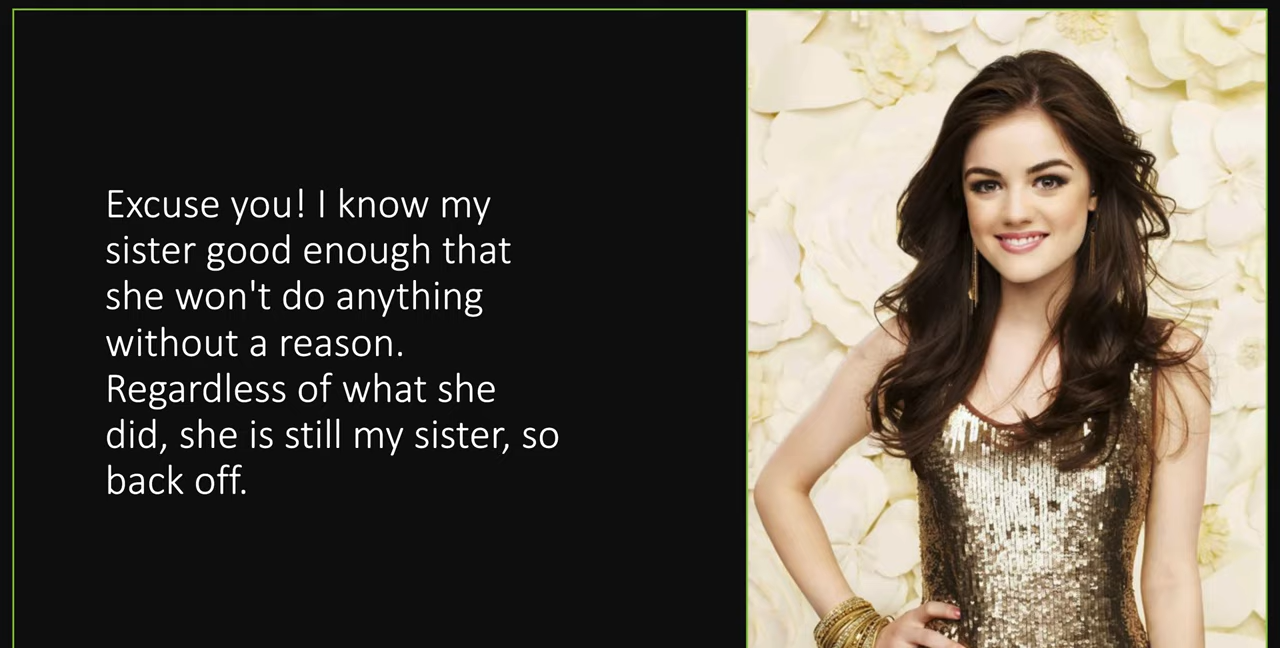 Excuse you! I know my
sister good enough that
she won't do anything
without a reason.
Regardless of what she
did, she is still my sister, so
back off.